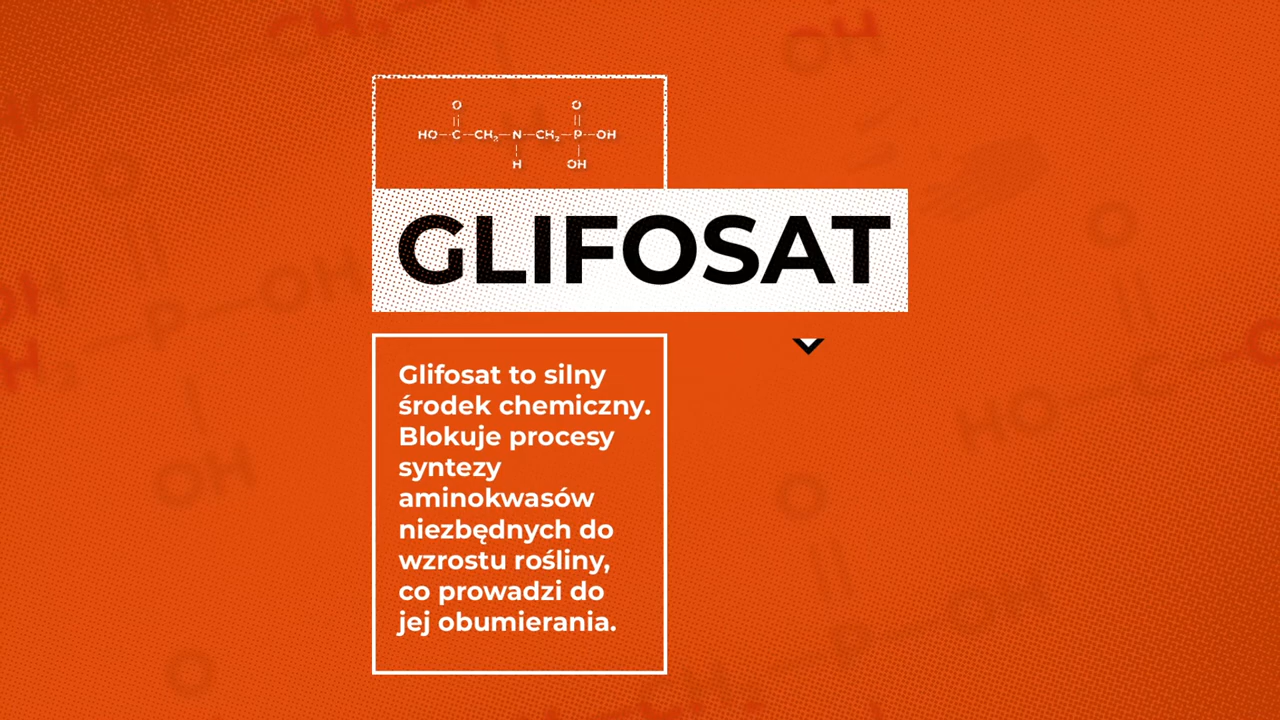 O O
HO–C–CH₂–N–CH₂–P–OH
H OH
GLIFOSAT
Glifosat to silny
środek chemiczny.
Blokuje procesy
syntezy
aminokwasów
niezbędnych do
wzrostu rośliny,
co prowadzi do
jej obumierania.